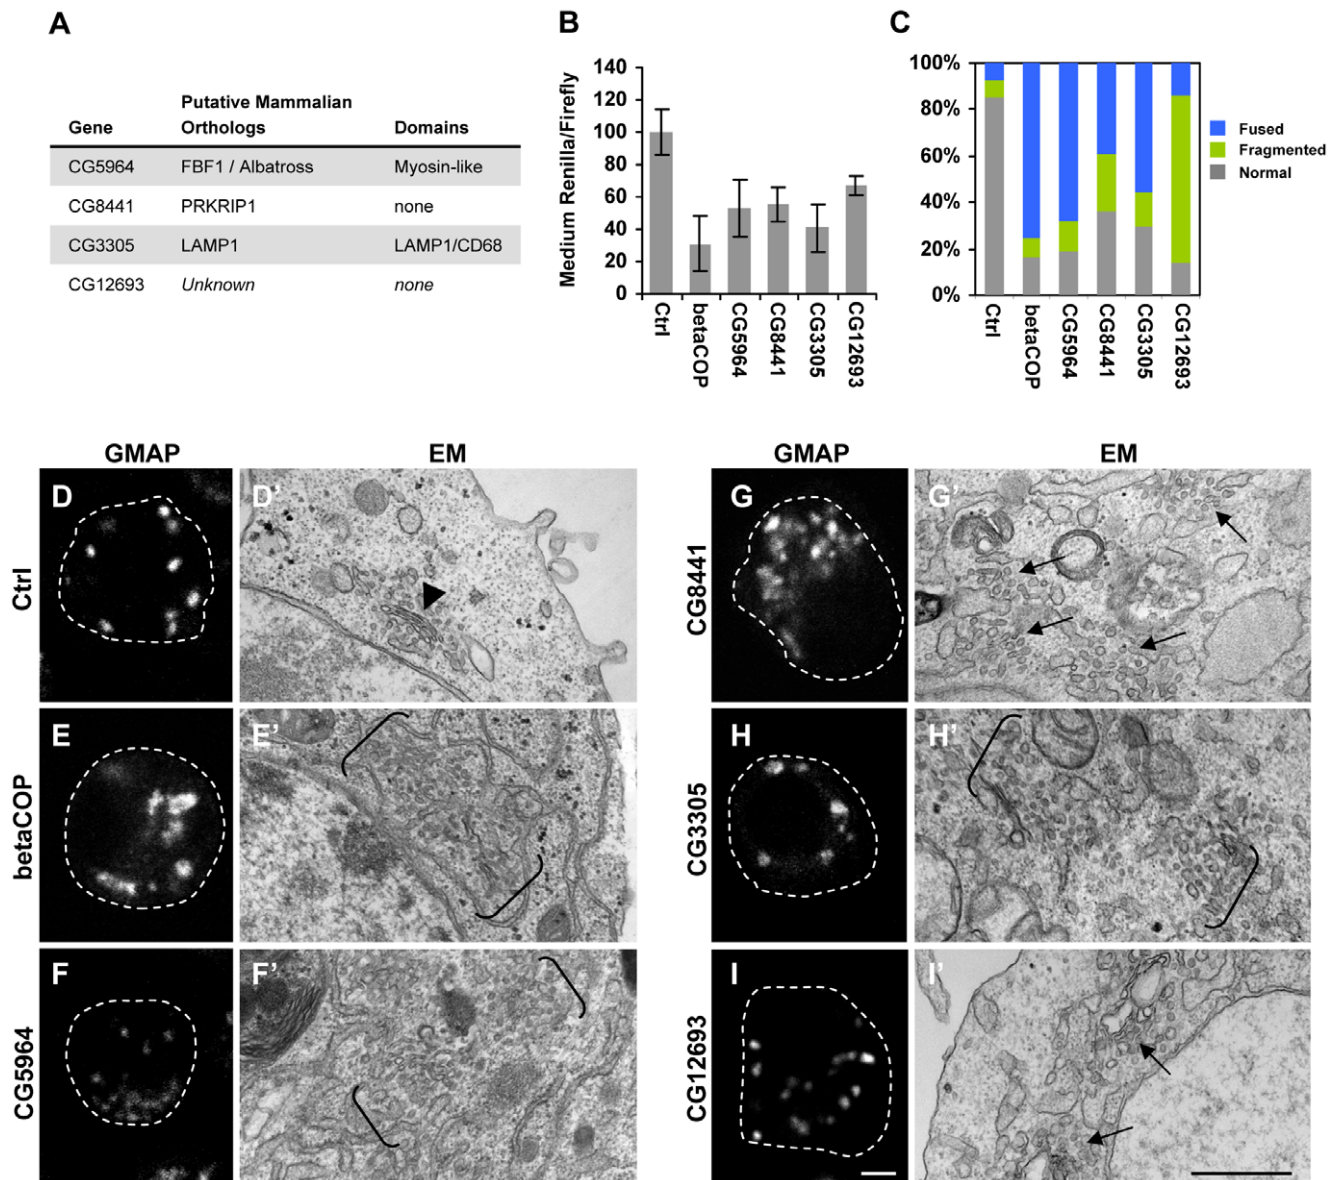 A
Putative Mammalian
Gene Orthologs Domains
CG5964 FBF1 / Albatross Myosin-like
CG8441 PRKRIP1 none
CG3305 LAMP1 LAMP1/CD68
CG12693 Unknown none
B
Medium Renilla/Firefly
140
120
100
80
60
40
20
0
Ctrl
betaCOP
CG5964
CG8441
CG3305
CG12693
C
100%
80%
60%
40%
20%
0%
Ctrl
betaCOP
CG5964
CG8441
CG3305
CG12693
Fused
Fragmented
Normal
GMAP EM
Ctrl
D D'
betaCOP
E E'
CG5964
F F'
GMAP EM
CG8441
G G'
CG3305
H H'
CG12693
I I'